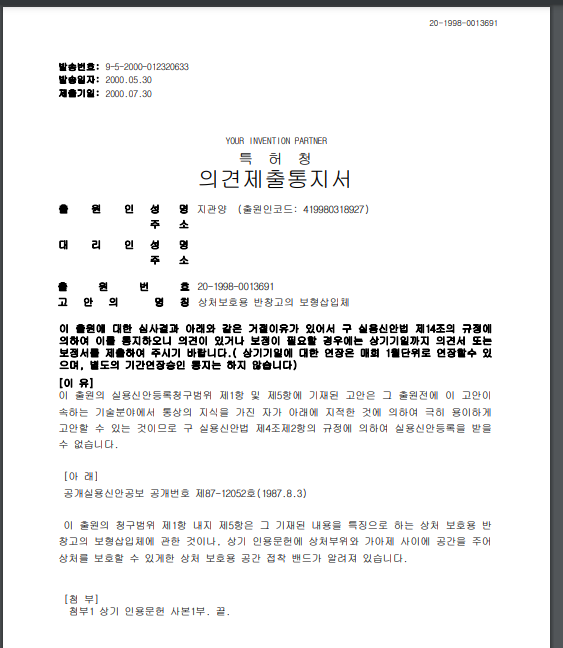 20-1998-0013691
발송번호: 9-5-2000-012320633
발송일자: 2000.05.30
제출기일: 2000.07.30
YOUR INVENTION PARTNER
특 허 청
의견제출통지서
출 원 인 성 명 지관양 (출원인코드: 419980318927)
주 소
대 리 인 성 명
주 소
출 원 번 호 20-1998-0013691
고 안 의 명 칭 상처보호용 반창고의 보형삽입체
이 출원에 대한 심사결과 아래와 같은 거절이유가 있어서 구 실용신안법 제14조의 규정에
의하여 이를 통지하오니 의견이 있거나 보정이 필요할 경우에는 상기기일까지 의견서 또는
보정서를 제출하여 주시기 바랍니다.( 상기기일에 대한 연장은 매회 1월단위로 연장할수 있
으며, 별도의 기간연장승인 통지는 하지 않습니다)
[이 유]
이 출원의 실용신안등록청구범위 제1항 및 제5항에 기재된 고안은 그 출원전에 이 고안이
속하는 기술분야에서 통상의 지식을 가진 자가 아래에 지적한 것에 의하여 극히 용이하게
고안할 수 있는 것이므로 구 실용신안법 제4조제2항의 규정에 의하여 실용신안등록을 받을
수 없습니다.
[아 래]
공개실용신안공보 공개번호 제87-12052호(1987.8.3)
이 출원의 청구범위 제1항 내지 제5항은 그 기재된 내용을 특징으로 하는 상처 보호용 반
창고의 보형삽입체에 관한 것이나, 상기 인용문헌에 상처부위와 가아제 사이에 공간을 주어
상처를 보호할 수 있게한 상처 보호용 공간 접착 밴드가 알려져 있습니다.
[첨 부]
첨부1 상기 인용문헌 사본1부. 끝.